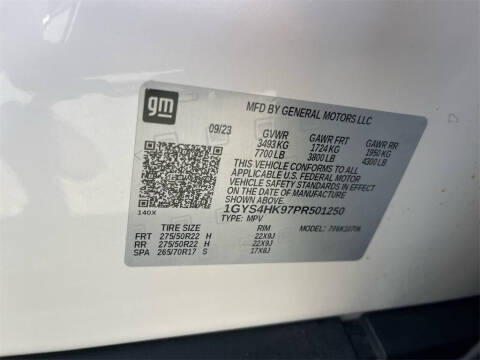 gm
MFD BY GENERAL MOTORS LLC
09/23 GVWR GAWR FRT GAWR RR
3493 KG 1724 KG 1950 KG
7700 LB 3800 LB 4300 LB
THIS VEHICLE CONFORMS TO ALL
APPLICABLE U.S. FEDERAL MOTOR
VEHICLE SAFETY STANDARDS IN EFFECT
ON THE DATE OF MANUFACTURE
SHOWN ABOVE.
1GYS4HK97PR501250
140X
TYPE: MPV MODEL:
TIRE SIZE RIM
FRT 275/50R22 H 22X9J
RR 275/50R22 H 22X9J
SPA 265/70R17 S 17X8J